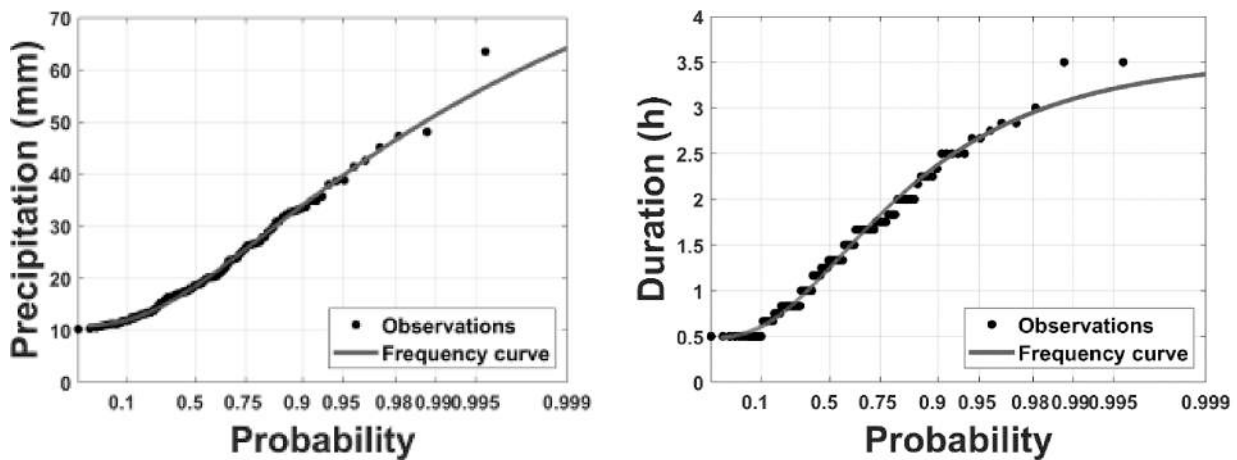 Precipitation (mm)
70
60
50
40
30
20
10
0
0.1 0.5 0.75 0.9 0.95 0.98 0.99 0.995 0.999
Probability
Observations
Frequency curve
Duration (h)
4
3.5
3
2.5
2
1.5
1
0.5
0
0.1 0.5 0.75 0.9 0.95 0.98 0.99 0.995 0.999
Probability
Observations
Frequency curve